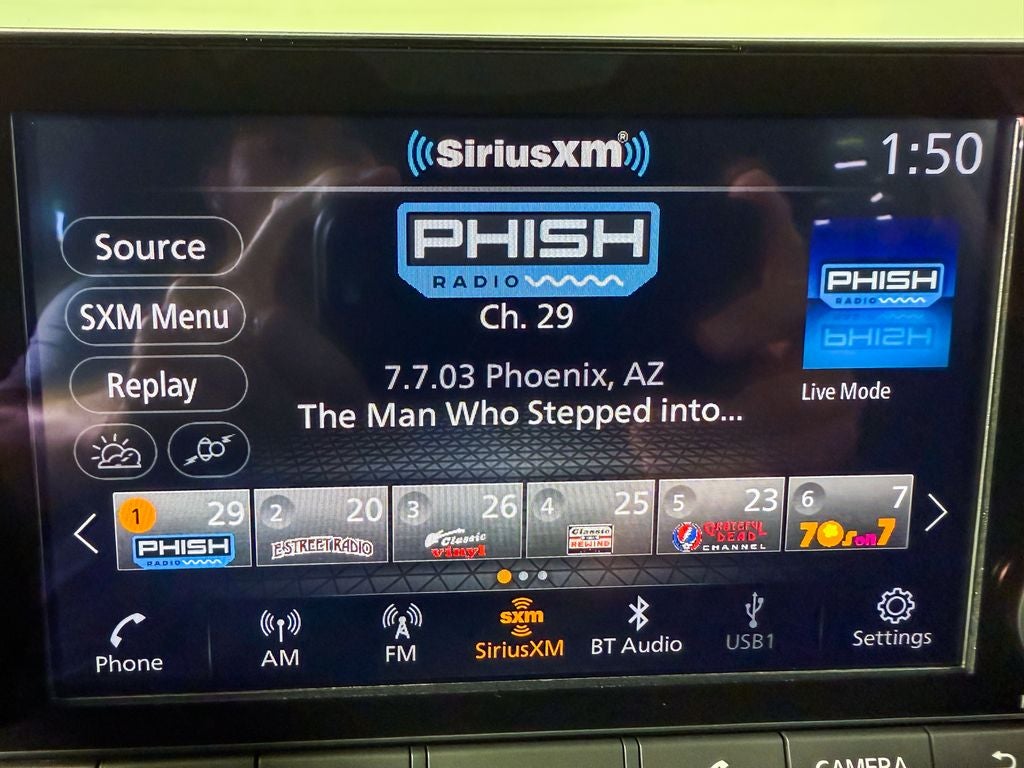 SiriusXM®
1:50
Source
PHISH
RADIO
PHISH
RADIO
PHISH
SXM Menu
Ch. 29
Replay
7.7.03 Phoenix, AZ
Live Mode
The Man Who Stepped into...
1 29
PHISH
RADIO
2 20
E STREET RADIO
3 26
Classic
vinyl
4 25
Classic
REWIND
5 23
GRATEFUL
DEAD
CHANNEL
6 7
70s on 7
Phone
AM
FM
sxm
SiriusXM
BT Audio
USB1
Settings
CAMERA